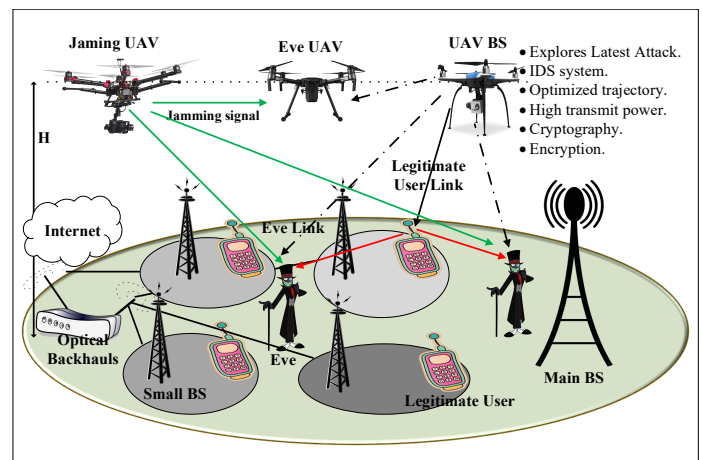 Jaming UAV
Eve UAV
UAV BS
• Explores Latest Attack.
• IDS system.
• Optimized trajectory.
• High transmit power.
• Cryptography.
• Encryption.
Jamming signal
H
Legitimate
User Link
Internet
Eve Link
Optical
Backhauls
Eve
Small BS
Legitimate User
Main BS